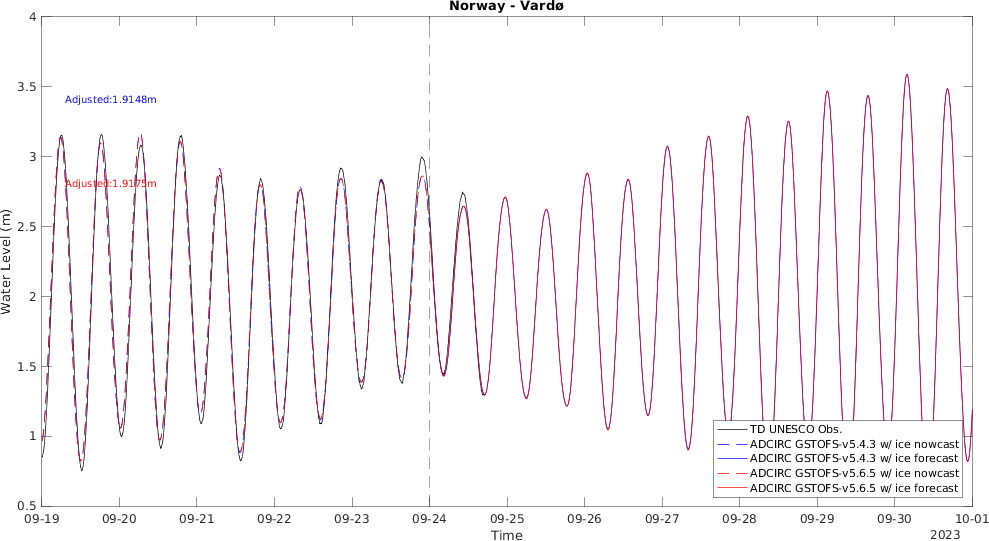 Norway - Vardø
Water Level (m)
4
3.5
3
2.5
2
1.5
1
0.5
Adjusted:1.9148m
Adjusted:1.9175m
TD UNESCO Obs.
ADCIRC GSTOFS-v5.4.3 w/ ice nowcast
ADCIRC GSTOFS-v5.4.3 w/ ice forecast
ADCIRC GSTOFS-v5.6.5 w/ ice nowcast
ADCIRC GSTOFS-v5.6.5 w/ ice forecast
09-19 09-20 09-21 09-22 09-23 09-24 09-25 09-26 09-27 09-28 09-29 09-30 10-01
Time
2023